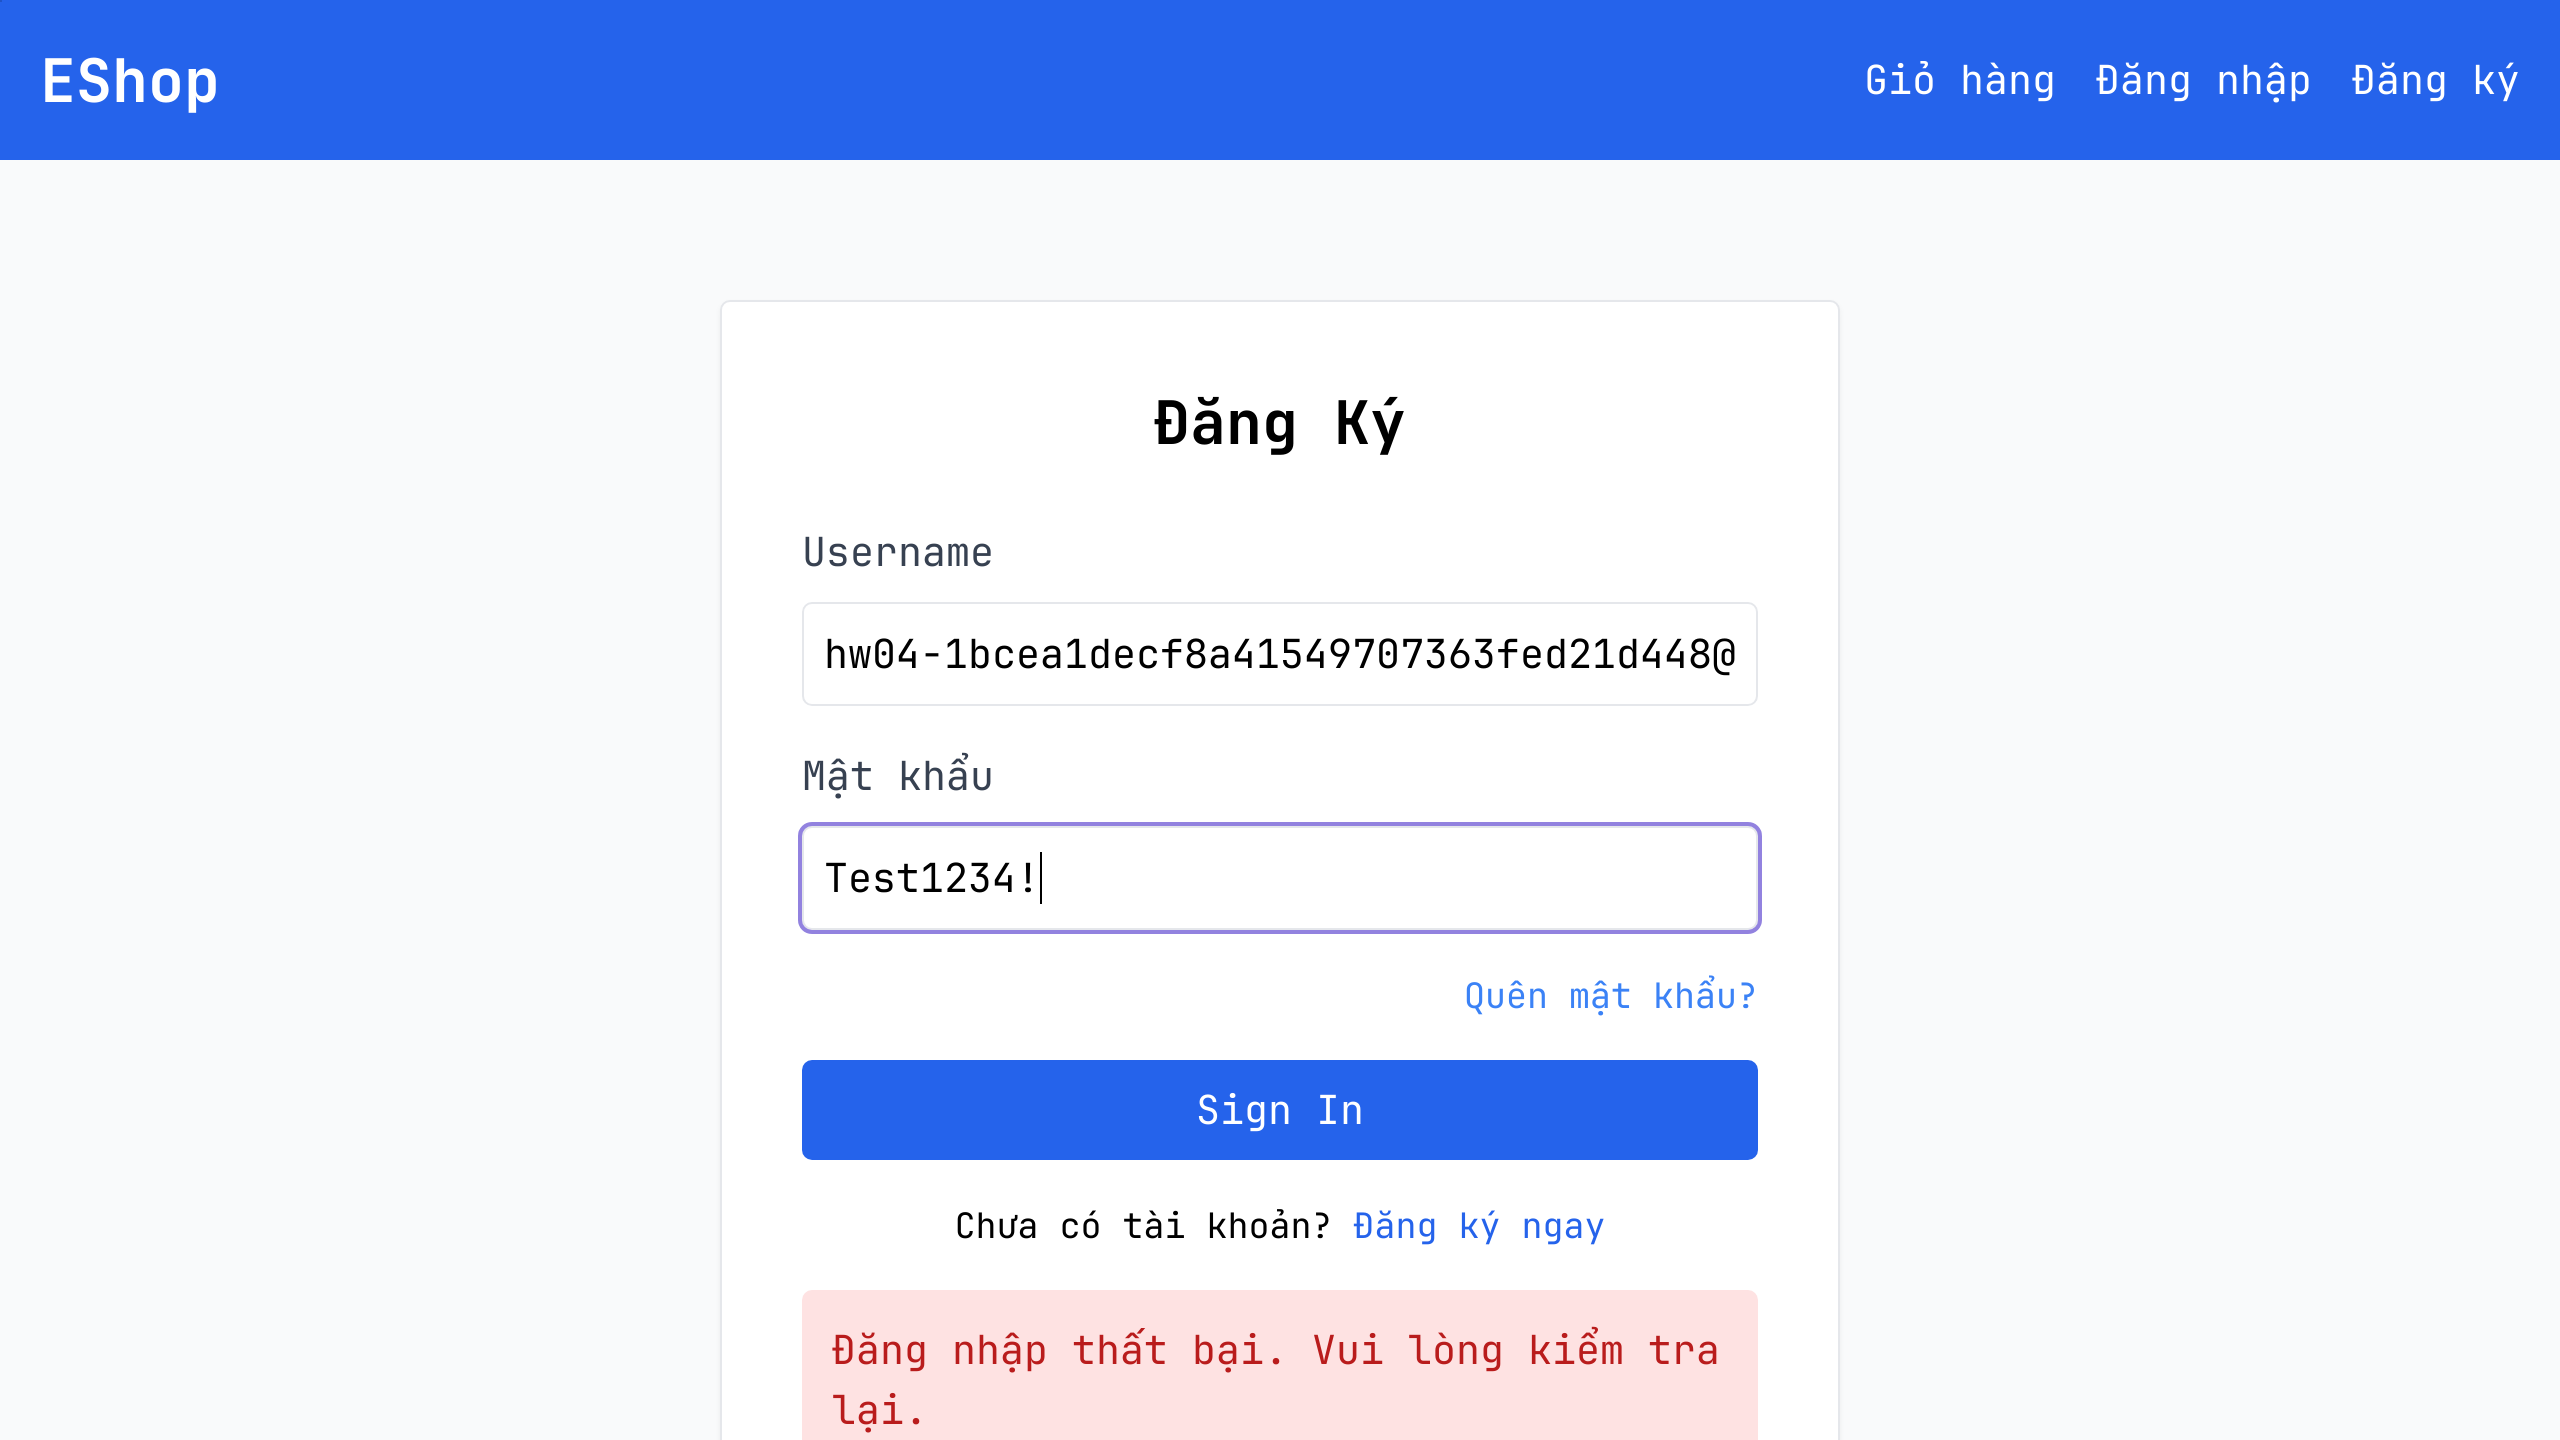 EShop
Giỏ hàng Đăng nhập Đăng ký
Đăng Ký
Username
hw04-1bcea1decf8a41549707363fed21d448@
Mật khẩu
Test1234!
Quên mật khẩu?
Sign In
Chưa có tài khoản? Đăng ký ngay
Đăng nhập thất bại. Vui lòng kiểm tra
lại.